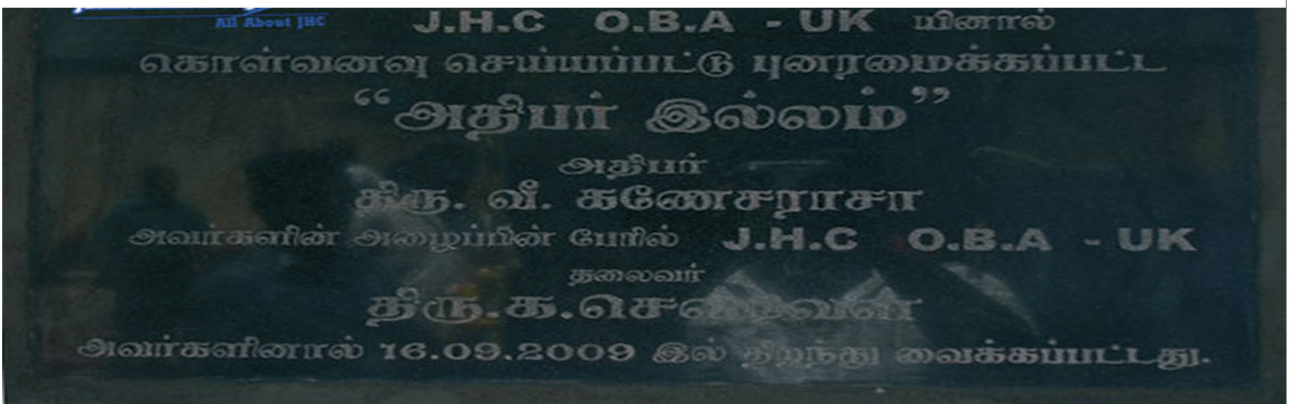 All About JHC
J.H.C O.B.A - UK யினால்
கொள்வனவு செய்யப்பட்டு புனரமைக்கப்பட்ட
“அதிபர் இல்லம்”
அதிபர்
திரு. வீ. கணேசராசா
அவர்களின் அழைப்பின் பேரில் J.H.C O.B.A - UK
தலைவர்
திரு.க.செவ்வேள்
அவர்களினால் 16.09.2009 இல் திறந்து வைக்கப்பட்டது.